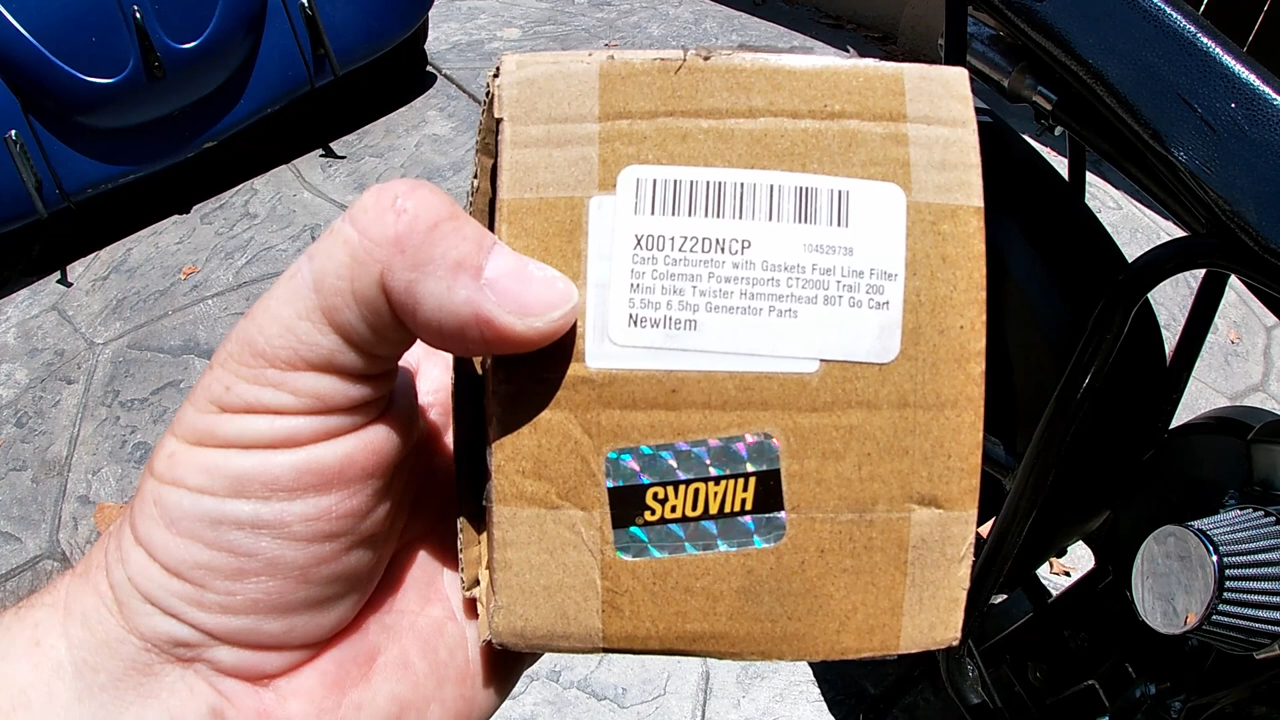 X001Z2DNCP 104529738
Carb Carburetor with Gaskets Fuel Line Filter
for Coleman Powersports CT200U Trail 200
Mini bike Twister Hammerhead 80T Go Cart
5.5hp 6.5hp Generator Parts
NewItem
HIAORS®